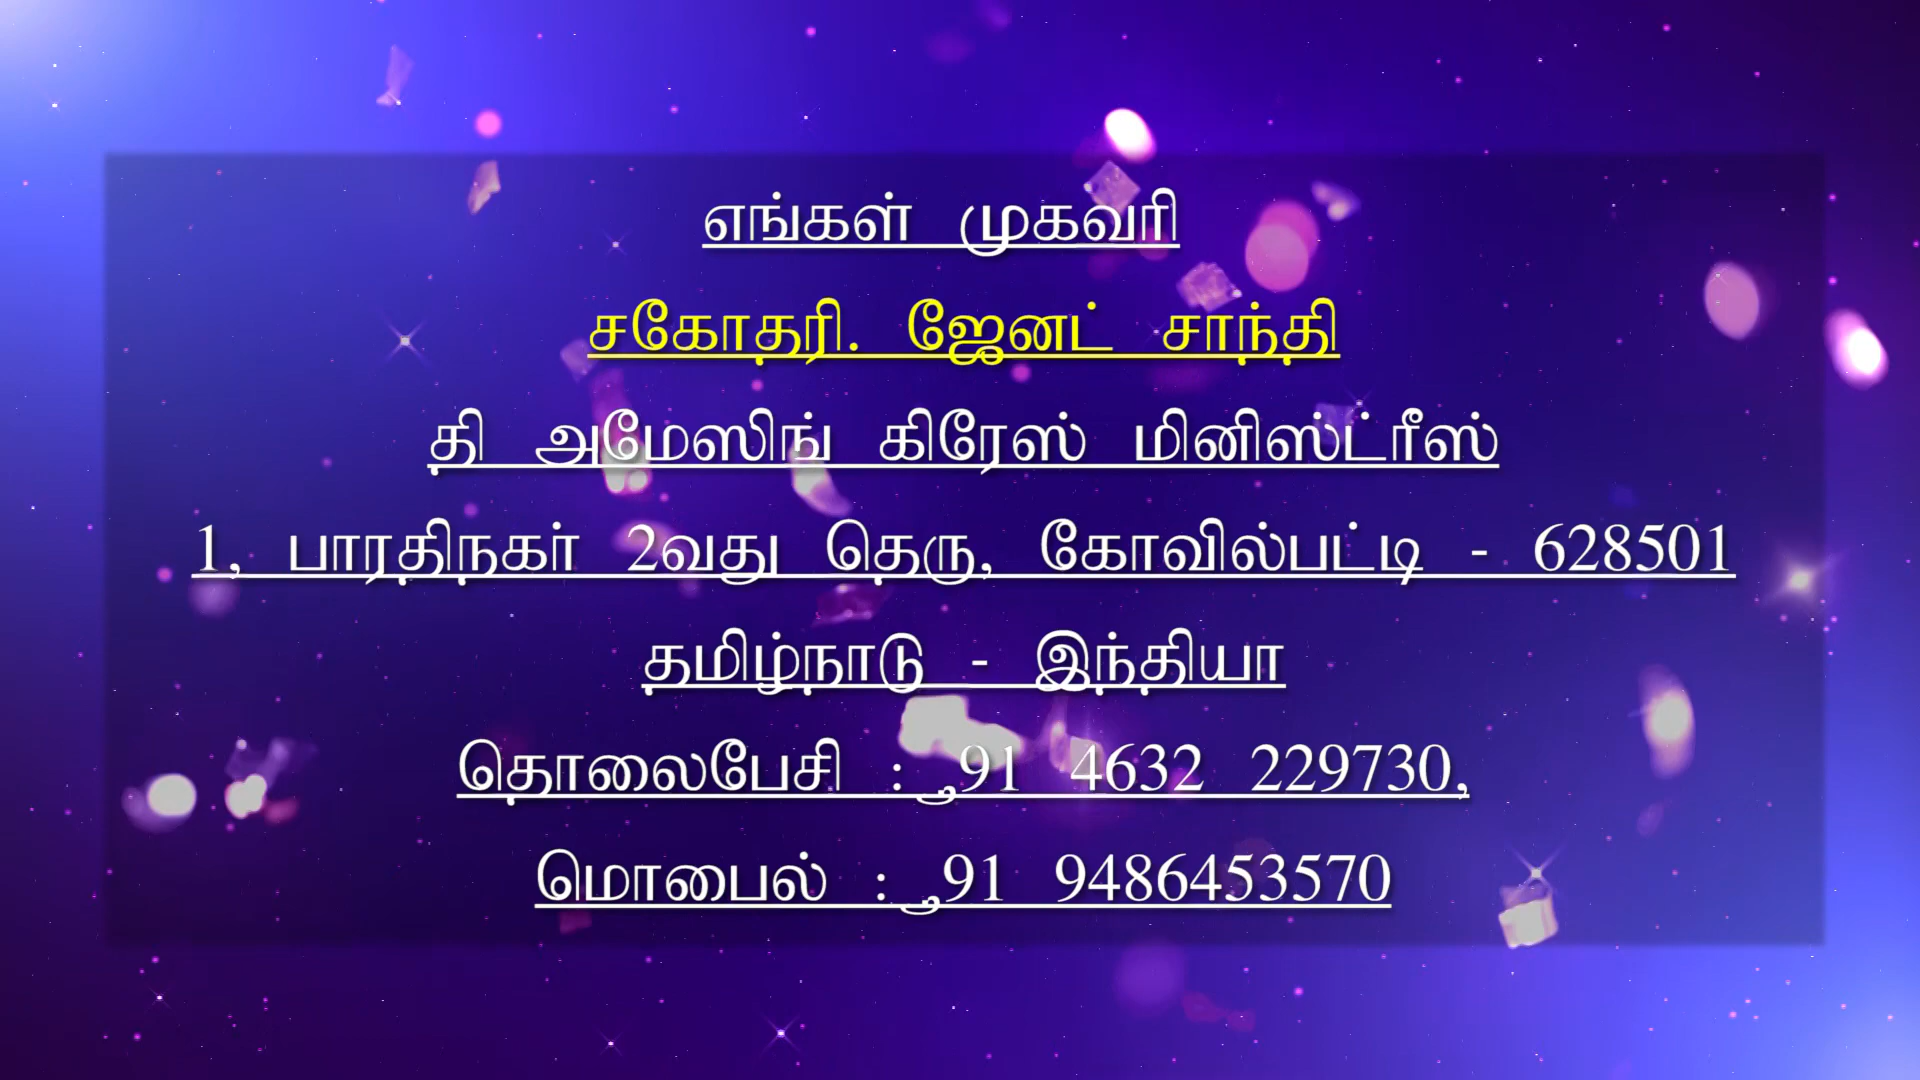 எங்கள் முகவரி
சகோதரி. ஜேனட் சாந்தி
தி அமேஸிங் கிரேஸ் மினிஸ்ட்ரீஸ்
1, பாரதிநகர் 2வது தெரு, கோவில்பட்டி - 628501
தமிழ்நாடு - இந்தியா
தொலைபேசி : 91 4632 229730,
மொபைல் : 91 9486453570